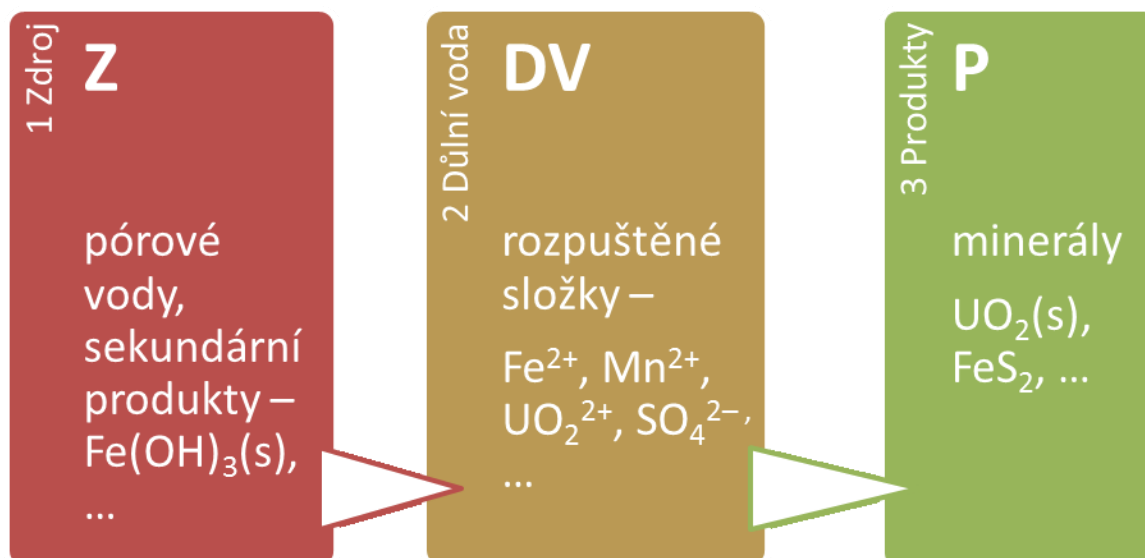 1 Zdroj
Z
pórové
vody,
sekundární
produkty –
Fe(OH)₃(s),
...
2 Důlní voda
DV
rozpuštěné
složky –
Fe²⁺, Mn²⁺,
UO₂²⁺, SO₄²⁻,
...
3 Produkty
P
minerály
UO₂(s),
FeS₂, ...